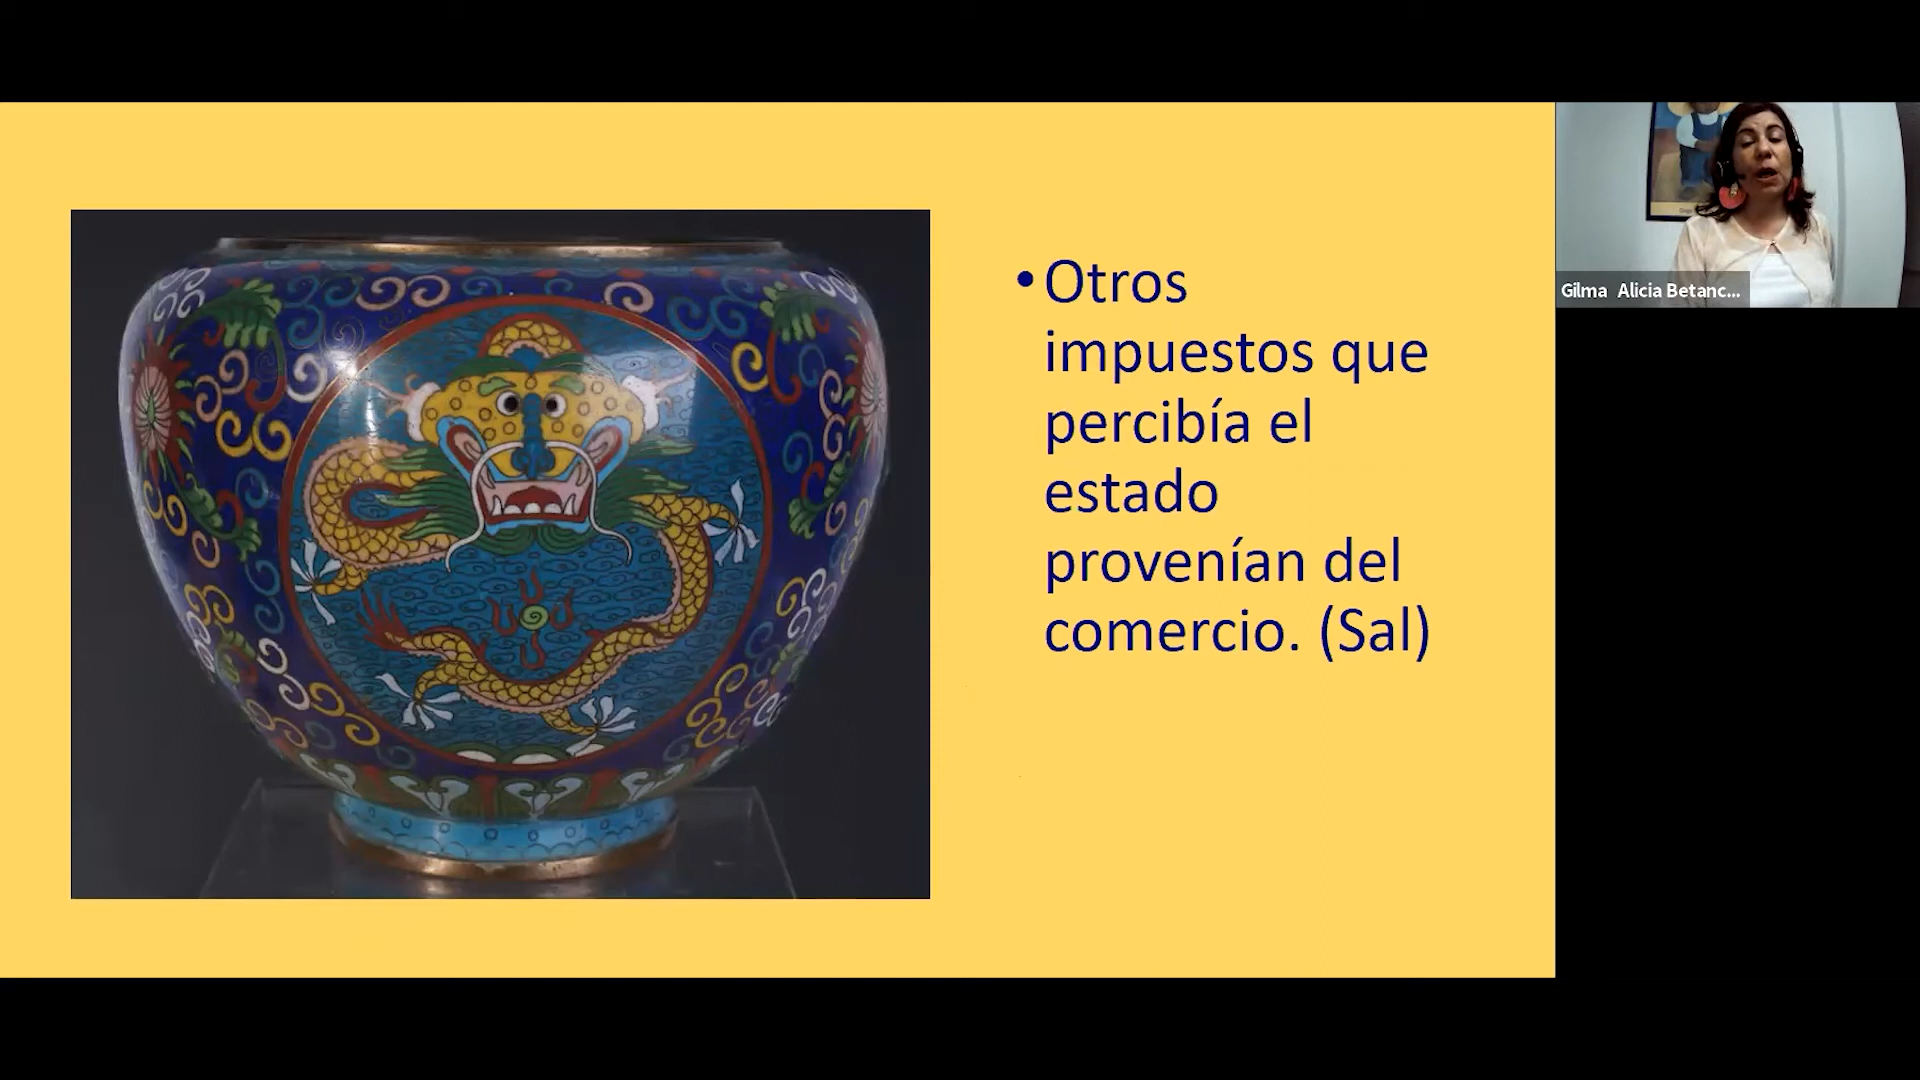 • Otros
impuestos que
percibía el
estado
provenían del
comercio. (Sal)
Gilma Alicia Betanc...